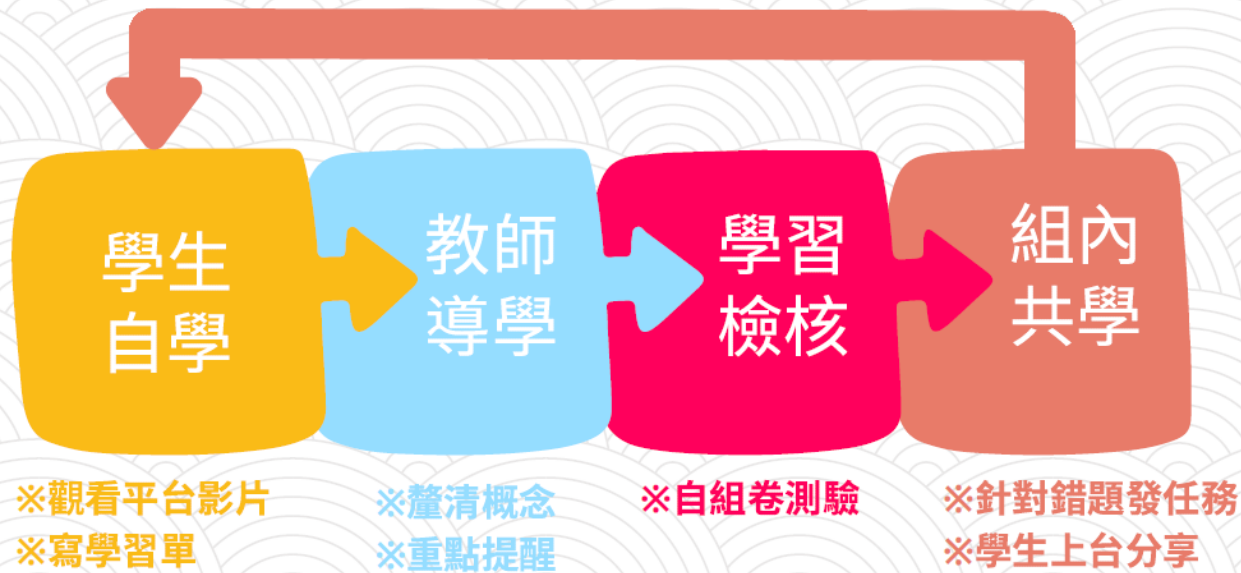 學生
自學
教師
導學
學習
檢核
組內
共學
※觀看平台影片
※寫學習單
※釐清概念
※重點提醒
※自組卷測驗
※針對錯題發任務
※學生上台分享